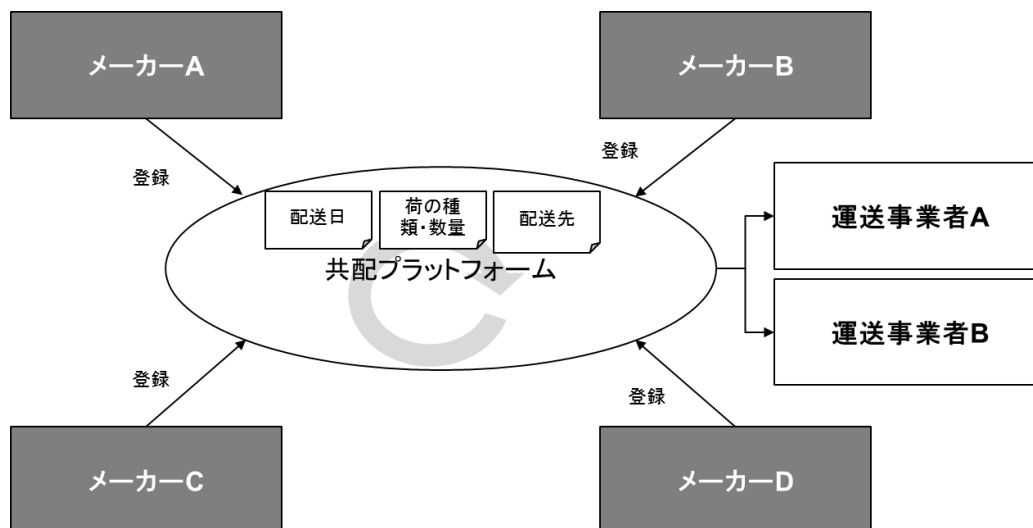 メーカーA
メーカーB
登録
登録
配送日
荷の種
類・数量
配送先
共配プラットフォーム
運送事業者A
運送事業者B
登録
登録
メーカーC
メーカーD